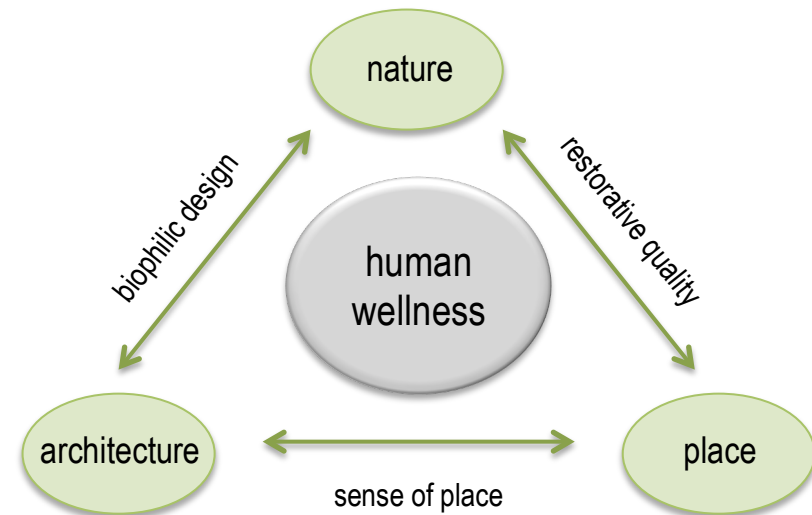 nature
biophilic design
restorative quality
human
wellness
architecture
place
sense of place